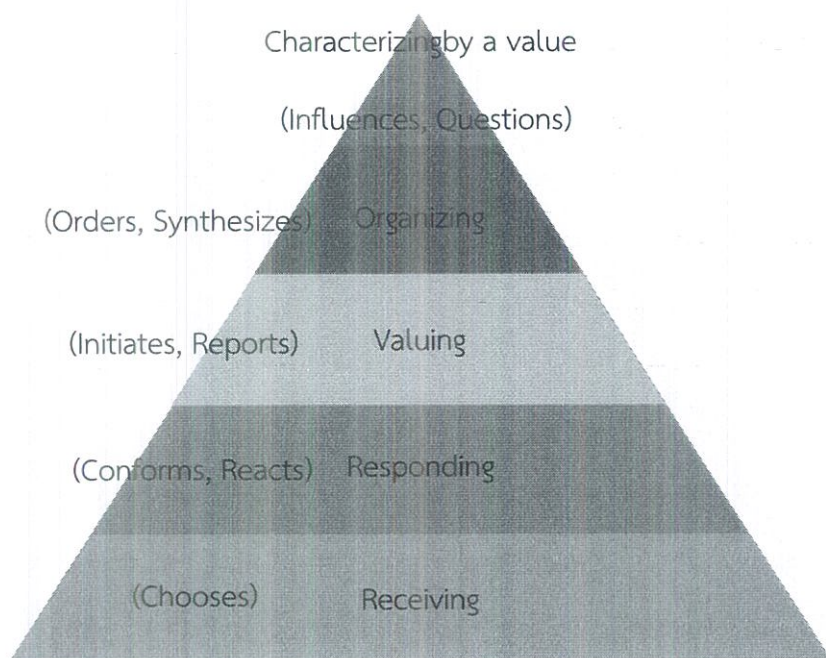 Characterizingby a value
(Influences, Questions)
(Orders, Synthesizes) Organizing
(Initiates, Reports) Valuing
(Conforms, Reacts) Responding
(Chooses) Receiving